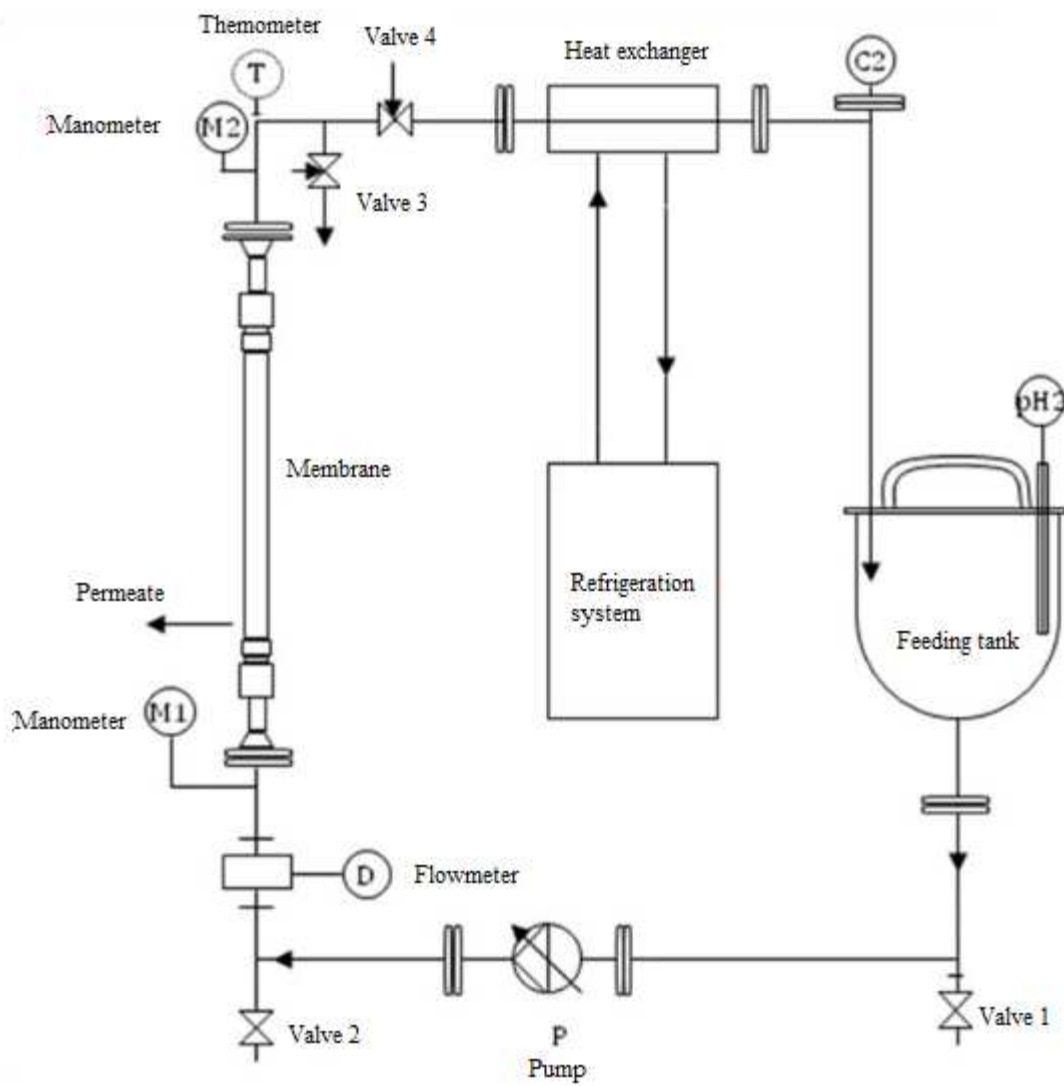 Themometer
Valve 4
Heat exchanger
C2
T
Manometer
M2
Valve 3
pH2
Membrane
Refrigeration
system
Permeate
Feeding tank
M1
Manometer
D
Flowmeter
Valve 2
Valve 1
P
Pump